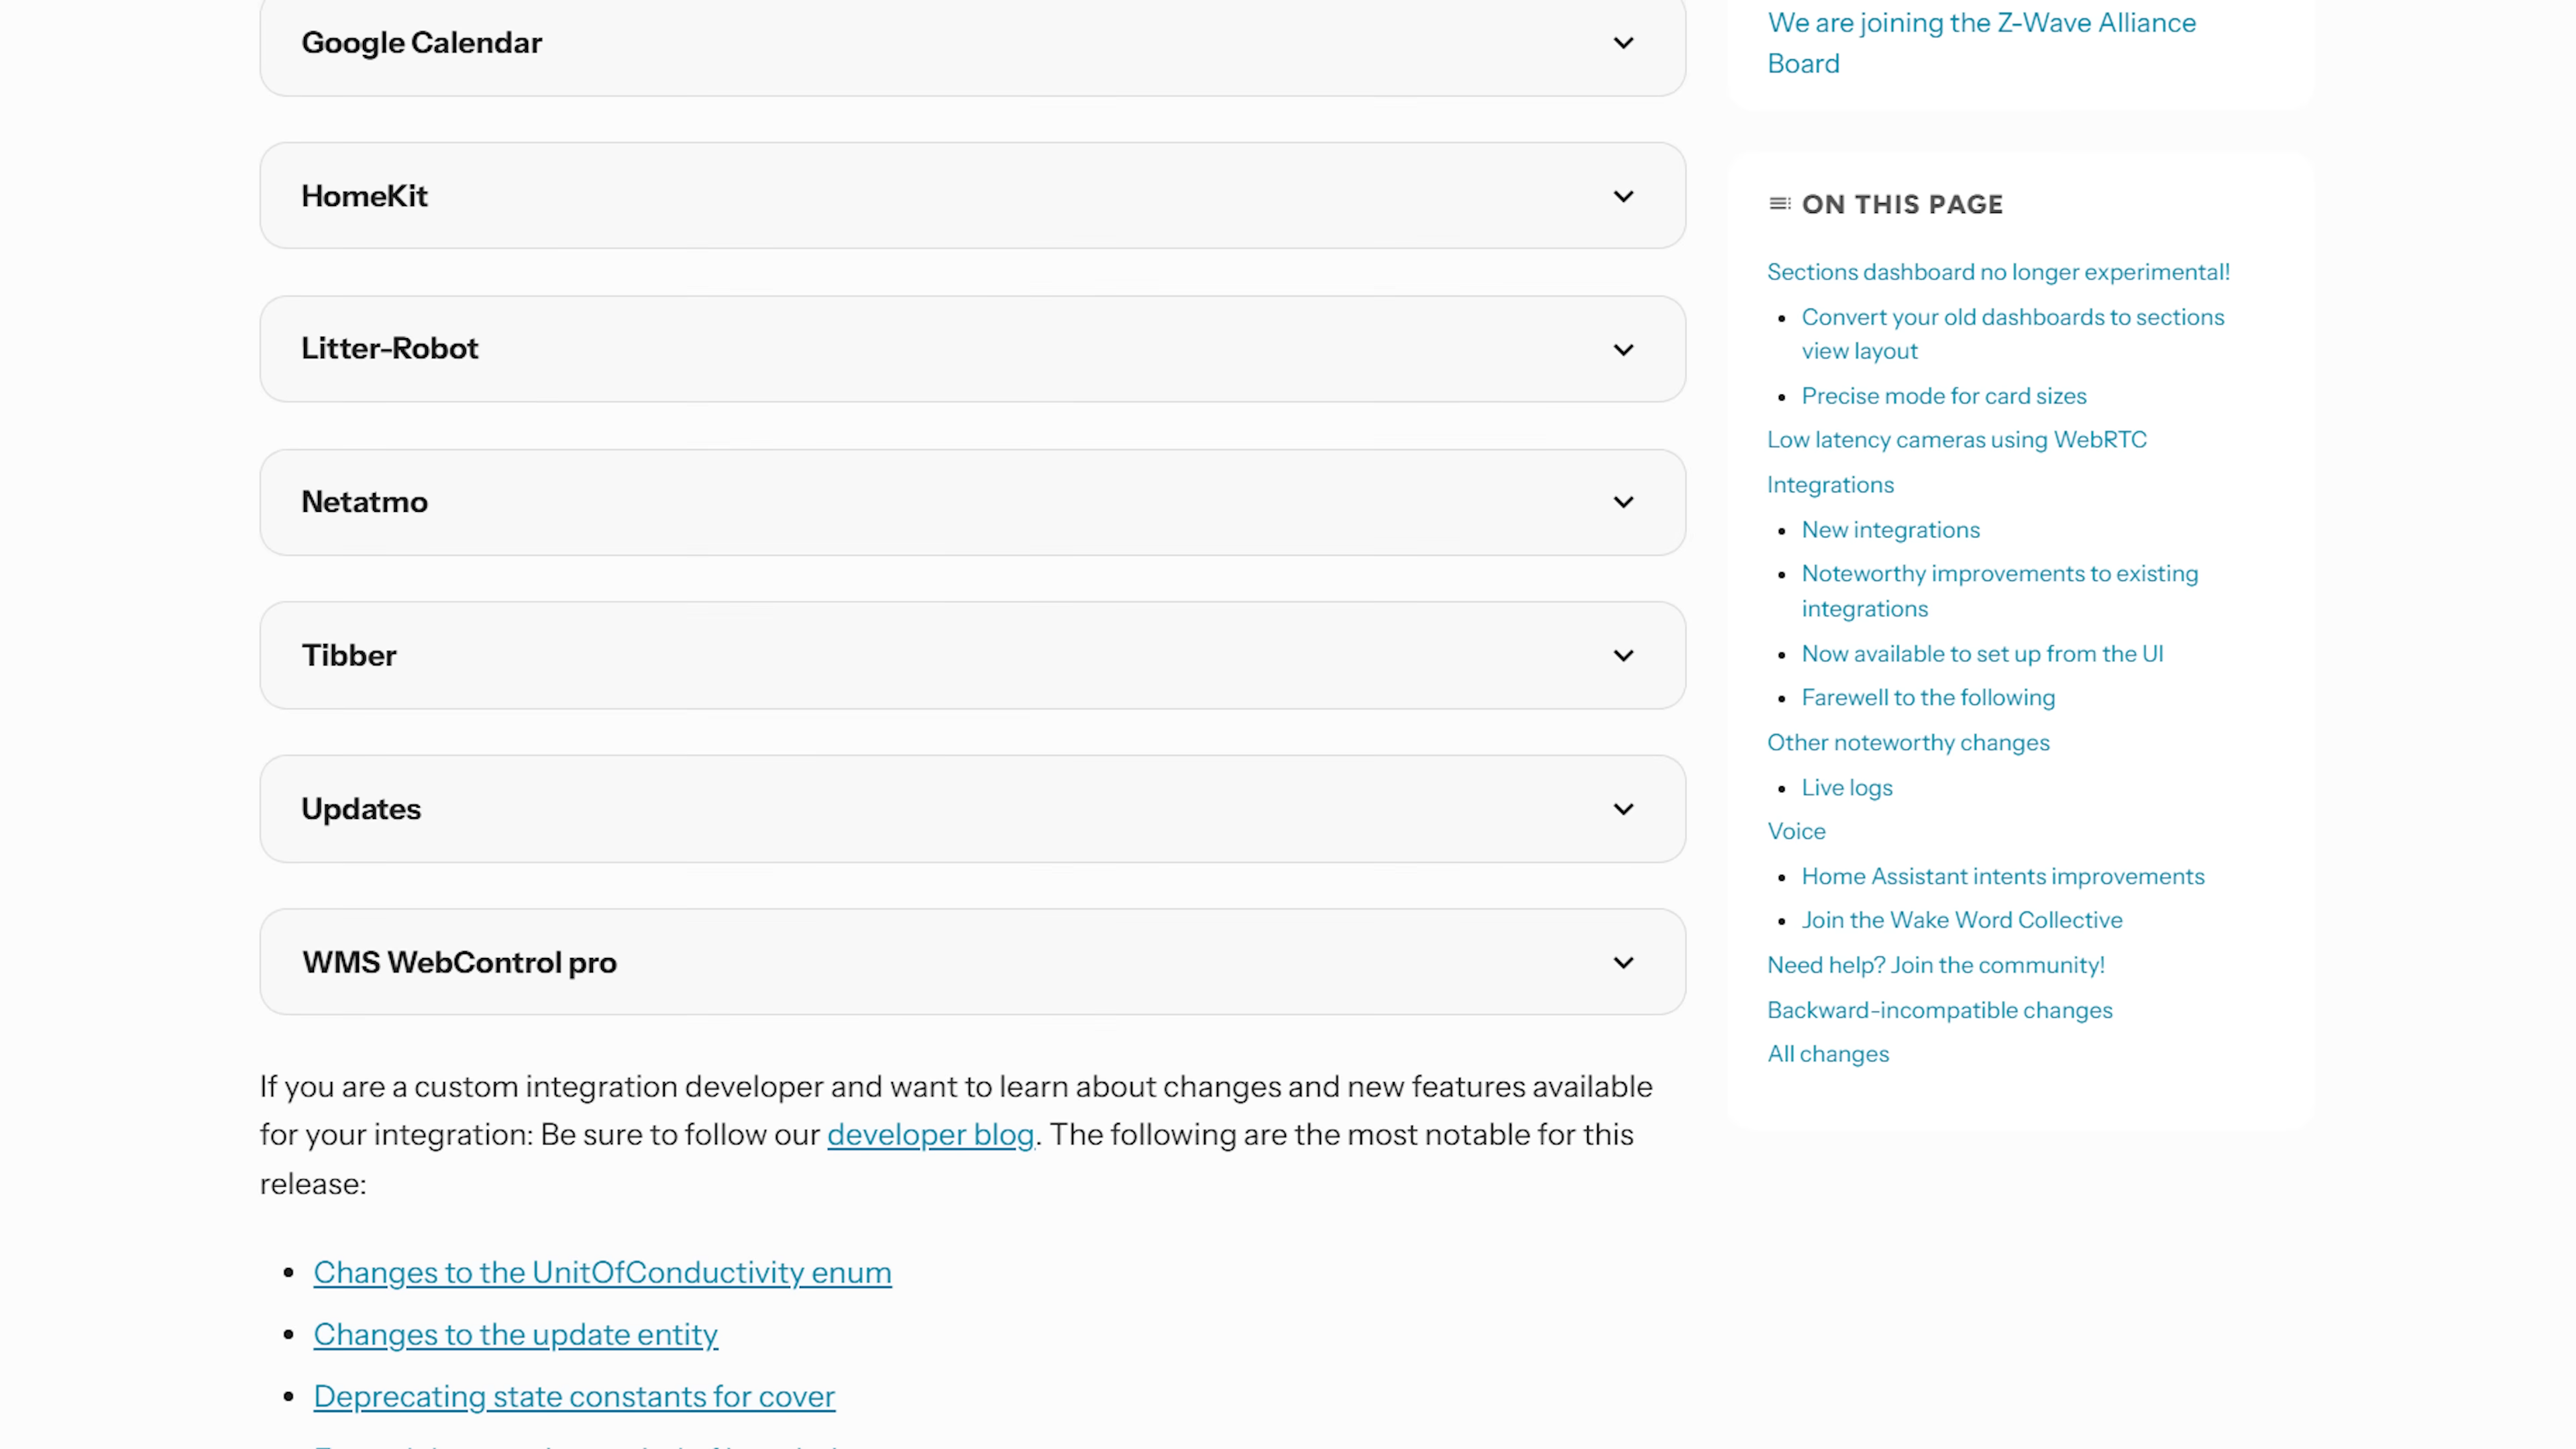 Google Calendar
HomeKit
Litter-Robot
Netatmo
Tibber
Updates
WMS WebControl pro
If you are a custom integration developer and want to learn about changes and new features available
for your integration: Be sure to follow our developer blog. The following are the most notable for this
release:
Changes to the UnitOfConductivity enum
Changes to the update entity
Deprecating state constants for cover
We are joining the Z-Wave Alliance
Board
ON THIS PAGE
Sections dashboard no longer experimental!
Convert your old dashboards to sections
view layout
Precise mode for card sizes
Low latency cameras using WebRTC
Integrations
New integrations
Noteworthy improvements to existing
integrations
Now available to set up from the UI
Farewell to the following
Other noteworthy changes
Live logs
Voice
Home Assistant intents improvements
Join the Wake Word Collective
Need help? Join the community!
Backward-incompatible changes
All changes